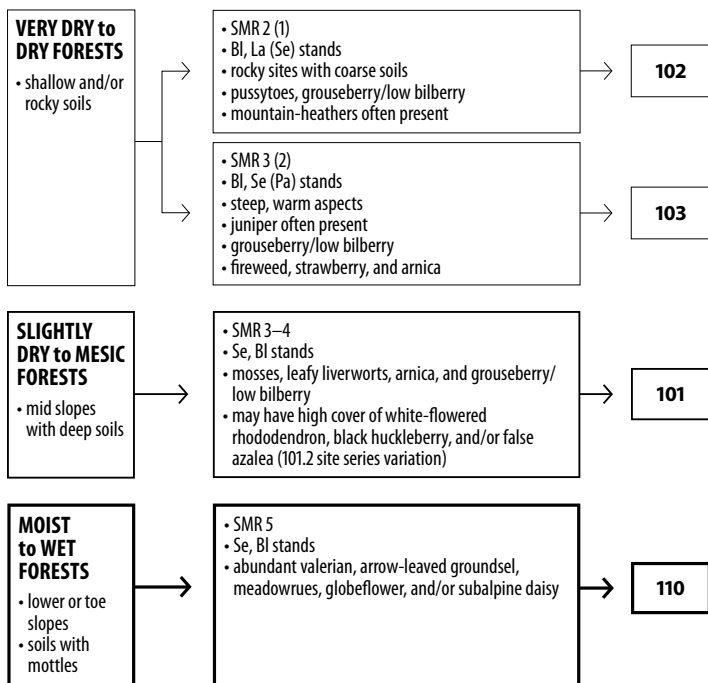 VERY DRY to
DRY FORESTS
• shallow and/or
rocky soils
• SMR 2 (1)
• Bl, La (Se) stands
• rocky sites with coarse soils
• pussytoes, grouseberry/low bilberry
• mountain-heathers often present
102
• SMR 3 (2)
• Bl, Se (Pa) stands
• steep, warm aspects
• juniper often present
• grouseberry/low bilberry
• fireweed, strawberry, and arnica
103
SLIGHTLY
DRY to MESIC
FORESTS
• mid slopes
with deep soils
• SMR 3–4
• Se, Bl stands
• mosses, leafy liverworts, arnica, and grouseberry/
low bilberry
• may have high cover of white-flowered
rhododendron, black huckleberry, and/or false
azalea (101.2 site series variation)
101
MOIST
to WET
FORESTS
• lower or toe
slopes
• soils with
mottles
• SMR 5
• Se, Bl stands
• abundant valerian, arrow-leaved groundsel,
meadowrues, globeflower, and/or subalpine daisy
110